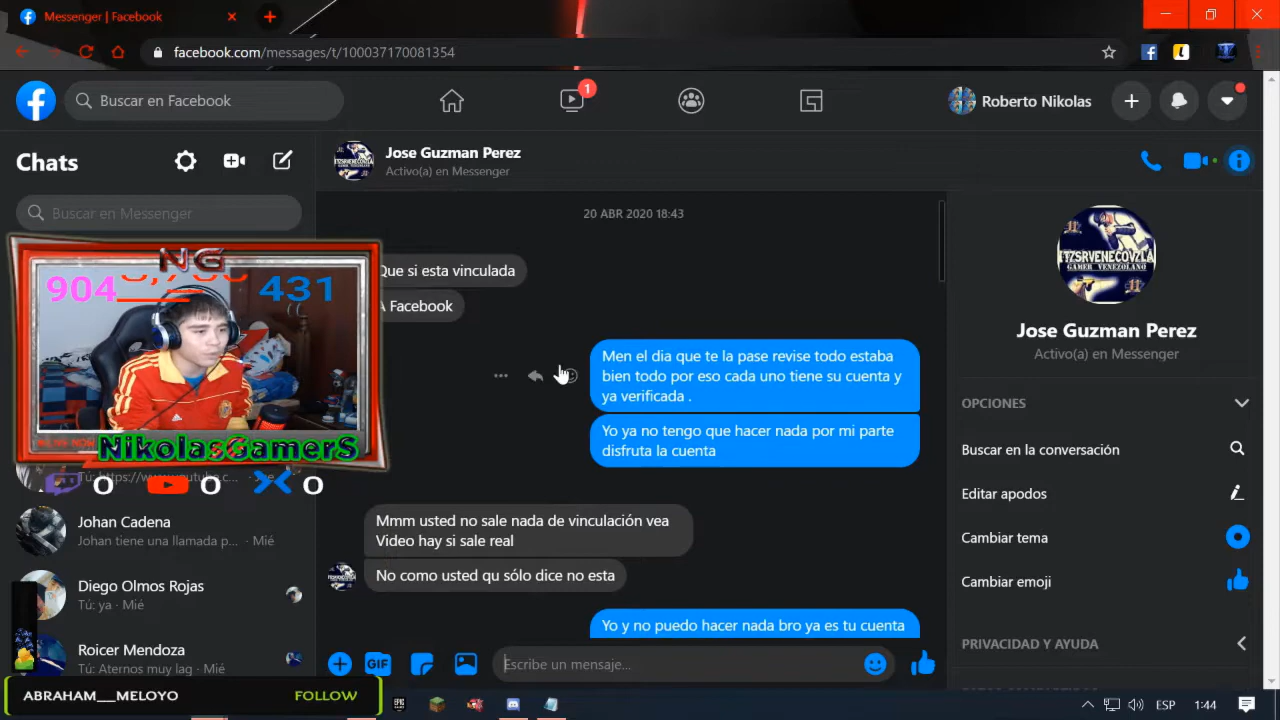 Messenger | Facebook
facebook.com/messages/t/100037170081354
Buscar en Facebook
1
Roberto Nikolas
Chats
Buscar en Messenger
Jose Guzman Perez
Activo(a) en Messenger
20 ABR 2020 18:43
Que si esta vinculada
A Facebook
Men el dia que te la pase revise todo estaba
bien todo por eso cada uno tiene su cuenta y
ya verificada .
Yo ya no tengo que hacer nada por mi parte
disfruta la cuenta
Mmm usted no sale nada de vinculación vea
Video hay si sale real
No como usted qu sólo dice no esta
Yo y no puedo hacer nada bro ya es tu cuenta
Escribe un mensaje...
GIF
NG
904
431
NikolasGamerS
0
0
0
Johan Cadena
Johan tiene una llamada p... · Mié
Diego Olmos Rojas
Tú: ya · Mié
Roicer Mendoza
Tú: Aternos muy lag · Mié
ABRAHAM__MELOYO
FOLLOW
ITZSRVENECOVZLA
GAMER VENEZOLANO
Jose Guzman Perez
Activo(a) en Messenger
OPCIONES
Buscar en la conversación
Editar apodos
Cambiar tema
Cambiar emoji
PRIVACIDAD Y AYUDA
ESP
1:44